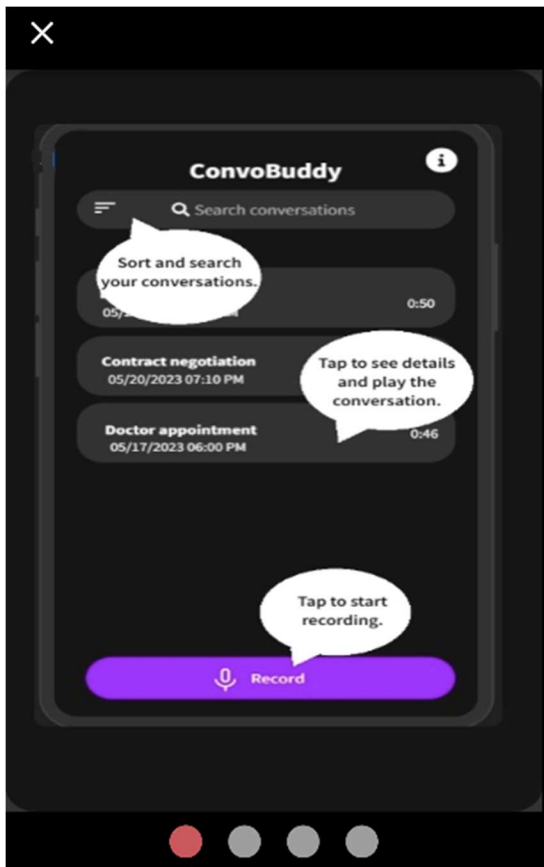 ConvoBuddy
Search conversations
Sort and search
your conversations.
0:50
Contract negotiation
05/20/2023 07:10 PM
Tap to see details
and play the
conversation.
Doctor appointment
0:46
05/17/2023 06:00 PM
Tap to start
recording.
Record